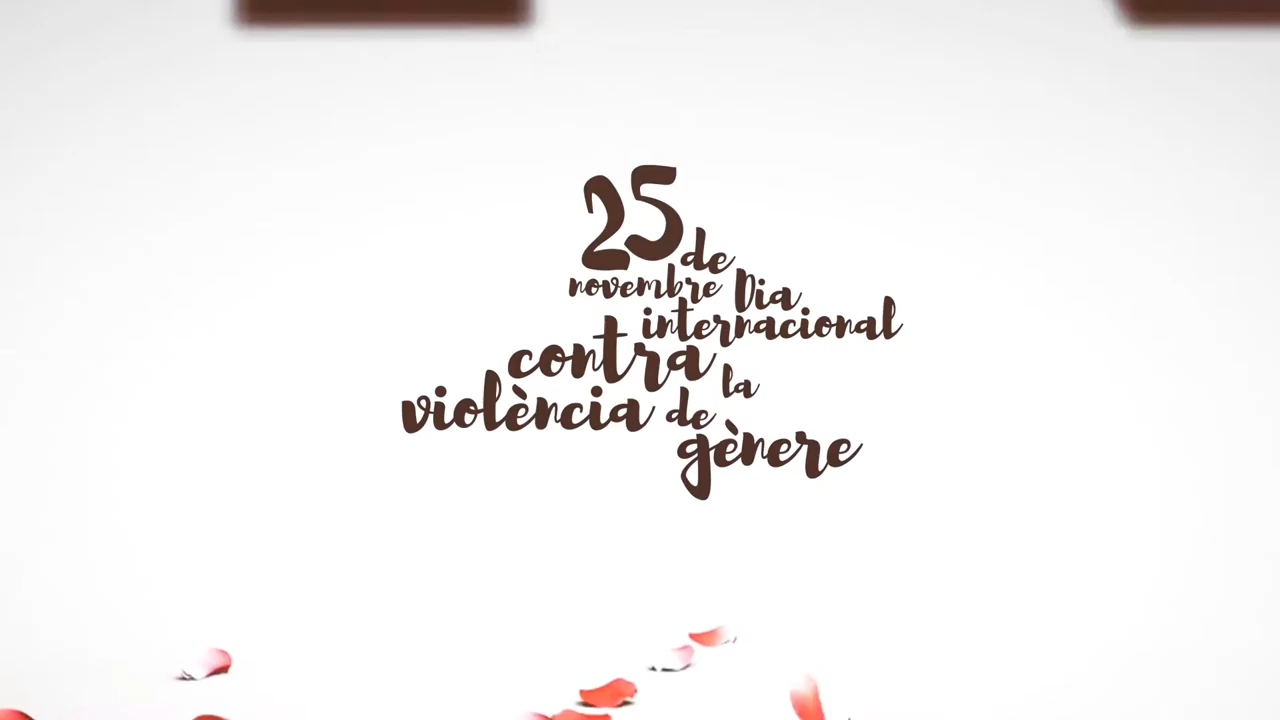 25 de
novembre Dia
internacional
contra la
violència de
gènere